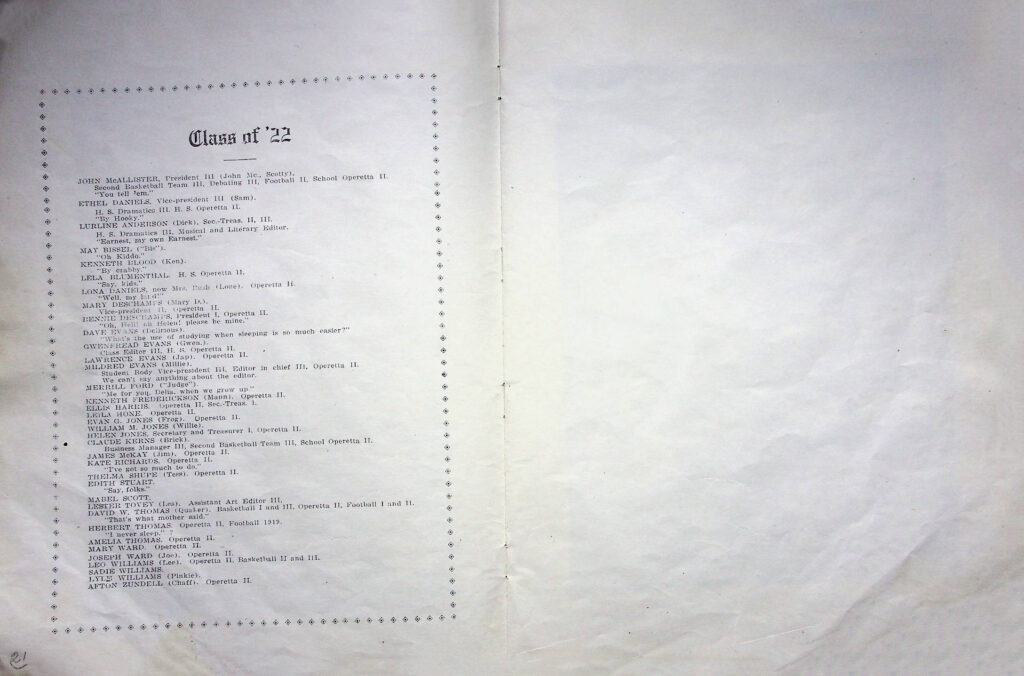 Class of '22
JOHN McALLISTER, President III (John Mc., Scotty),
Second Basketball Team III, Debating III, Football II, School Operetta II.
"You tell 'em."
ETHEL DANIELS, Vice-president III (Sam).
H. S. Dramatics III. H. S. Operetta II.
"By Hooky."
LURLINE ANDERSON (Dick), Sec.-Treas. II, III.
H. S. Dramatics III, Musical and Literary Editor.
"Earnest, my own Earnest."
MAY BISSEL ("Bis").
"Oh Kiddo."
KENNETH BLOOD (Ken).
"By crabby."
LELA BLUMENTHAL. H. S. Operetta II.
"Say, kids."
LONA DANIELS, now Mrs. (Lone). Operetta II.
"Well, my
MARY DESCHAMPS (Mary D.).
Vice-president II, Operetta II.
BENNIE DESCHAMPS, President I, Operetta II.
"Oh, Helen! please be mine."
DAVE EVANS (Delirious).
"What's the use of studying when sleeping is so much easier?"
GWENFREAD EVANS (Gwen.).
Class Editor III, H. S. Operetta II.
LAWRENCE EVANS (Jap). Operetta II.
MILDRED EVANS (Millie).
Student Body Vice-president III, Editor in chief III, Operetta II.
We can't say anything about the editor.
MERRILL FORD ("Judge").
"Me for you, Delia, when we grow up."
KENNETH FREDERICKSON (Mann). Operetta II.
ELLIS HARRIS. Operetta II, Sec.-Treas. I.
LEILA HONE. Operetta II.
EVAN G. JONES (Frog). Operetta II.
WILLIAM M. JONES (Willie).
HELEN JONES, Secretary and Treasurer I, Operetta II.
CLAUDE KERNS (Brick).
Business Manager III, Second Basketball Team III, School Operetta II.
JAMES McKAY (Jim). Operetta II.
KATE RICHARDS. Operetta II.
"I've got so much to do."
THELMA SHUPE (Tess). Operetta II.
EDITH STUART.
"Say, folks."
MABEL SCOTT.
LESTER TOVEY (Les). Assistant Art Editor III.
DAVID W. THOMAS (Quaker). Basketball I and III, Operetta II, Football I and II.
"That's what mother said."
HERBERT THOMAS. Operetta II, Football 1919.
"I never sleep." ?
AMELIA THOMAS. Operetta II.
MARY WARD. Operetta II.
JOSEPH WARD (Joe). Operetta II.
LEO WILLIAMS (Lee). Operetta II, Basketball II and III.
SADIE WILLIAMS.
LYLE WILLIAMS (Pinkie).
AFTON ZUNDELL (Chaff). Operetta II.
21